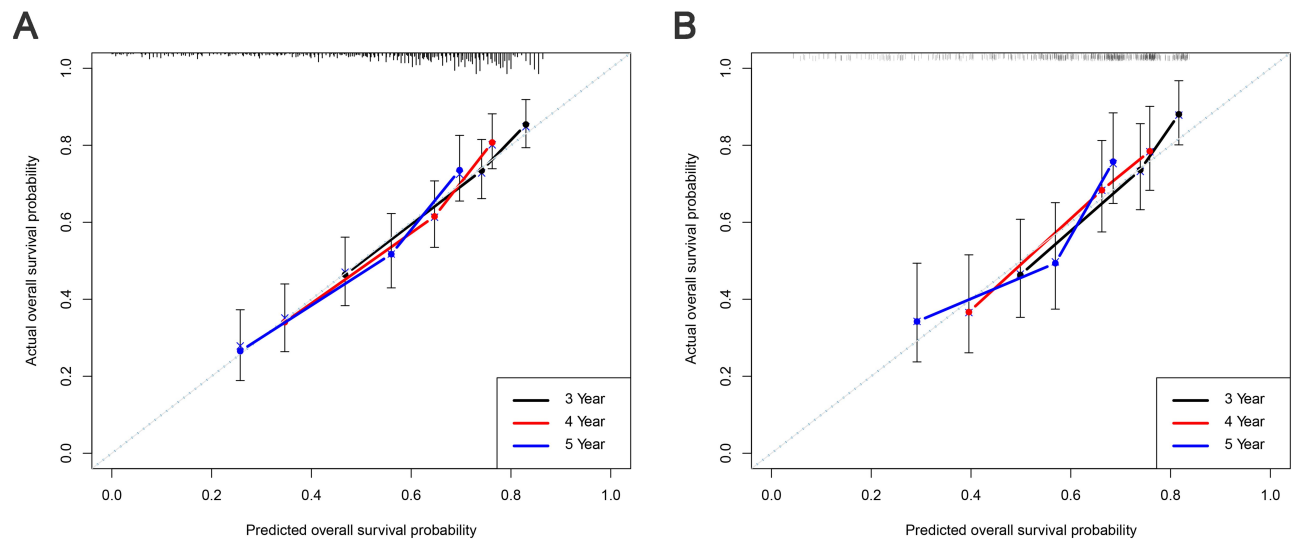 A
Actual overall survival probability
1.0
0.8
0.6
0.4
0.2
0.0
3 Year
4 Year
5 Year
0.0 0.2 0.4 0.6 0.8 1.0
Predicted overall survival probability
B
Actual overall survival probability
1.0
0.8
0.6
0.4
0.2
0.0
3 Year
4 Year
5 Year
0.0 0.2 0.4 0.6 0.8 1.0
Predicted overall survival probability